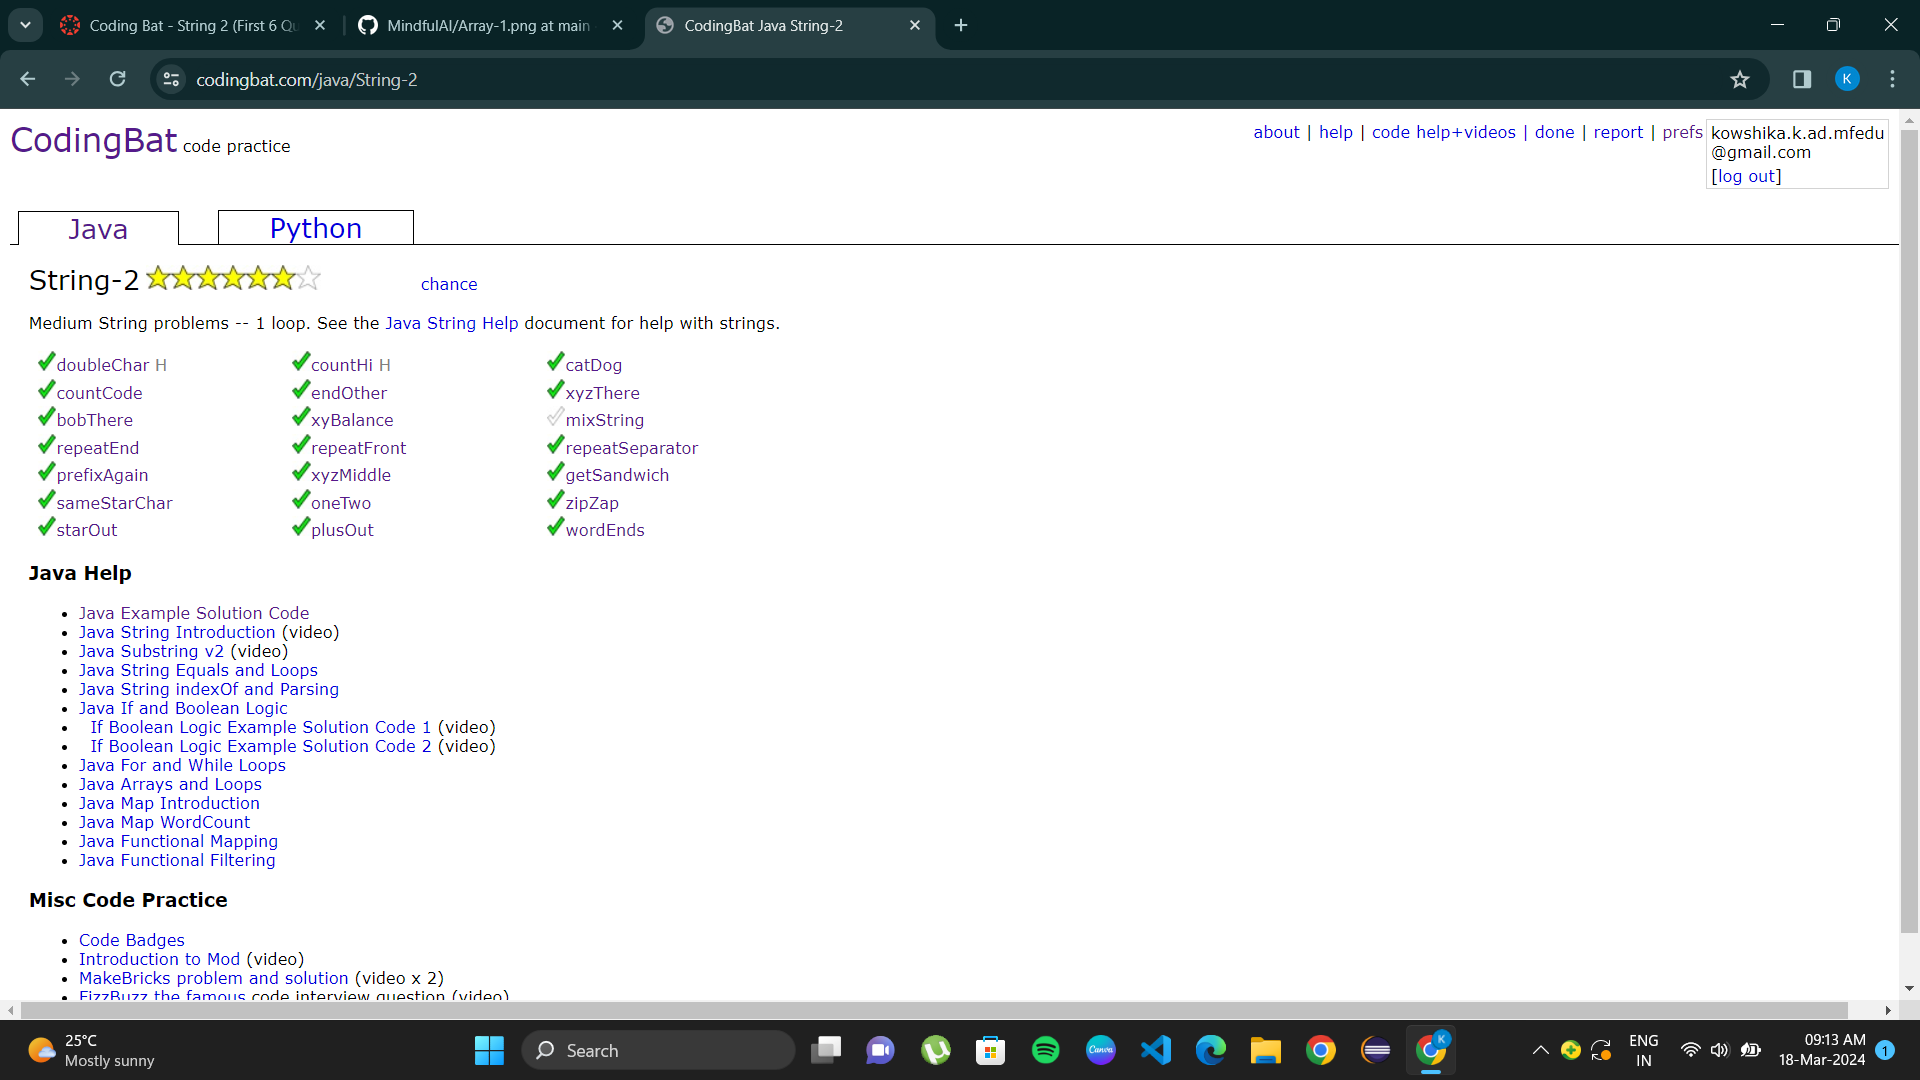 Coding Bat - String 2 (First 6 Qu
MindfulAI/Array-1.png at main
CodingBat Java String-2
codingbat.com/java/String-2
K
CodingBat code practice
about | help | code help+videos | done | report | prefs
kowshika.k.ad.mfedu
@gmail.com
[log out]
Java
Python
String-2
chance
Medium String problems -- 1 loop. See the Java String Help document for help with strings.
doubleChar H countHi H catDog
countCode endOther xyzThere
bobThere xyBalance mixString
repeatEnd repeatFront repeatSeparator
prefixAgain xyzMiddle getSandwich
sameStarChar oneTwo zipZap
starOut plusOut wordEnds
Java Help
Java Example Solution Code
Java String Introduction (video)
Java Substring v2 (video)
Java String Equals and Loops
Java String indexOf and Parsing
Java If and Boolean Logic
If Boolean Logic Example Solution Code 1 (video)
If Boolean Logic Example Solution Code 2 (video)
Java For and While Loops
Java Arrays and Loops
Java Map Introduction
Java Map WordCount
Java Functional Mapping
Java Functional Filtering
Misc Code Practice
Code Badges
Introduction to Mod (video)
MakeBricks problem and solution (video x 2)
FizzBuzz the famous code interview question (video)
25°C
Mostly sunny
Search
Canva
K
ENG
IN
09:13 AM
18-Mar-2024
1